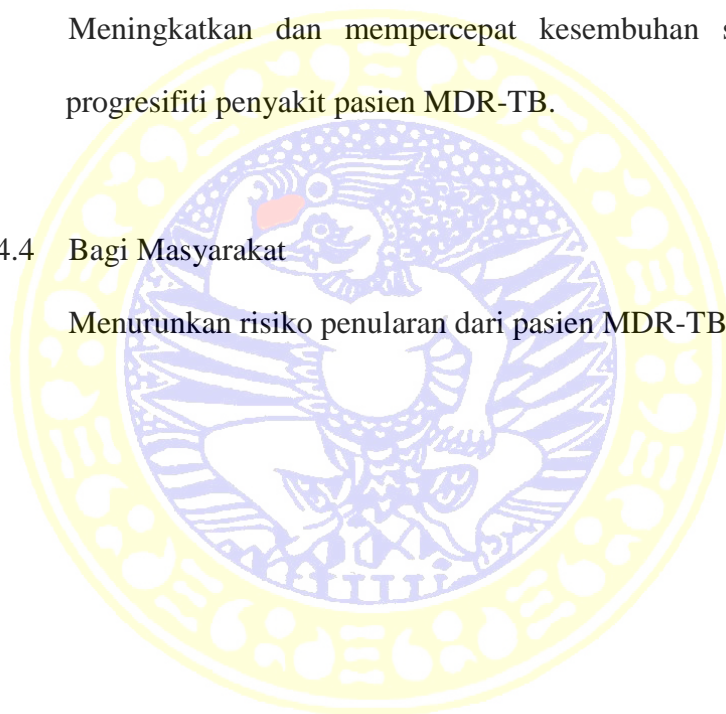 Meningkatkan dan mempercepat kesembuhan
progresifiti penyakit pasien MDR-TB.
4.4 Bagi Masyarakat
Menurunkan risiko penularan dari pasien MDR-TB